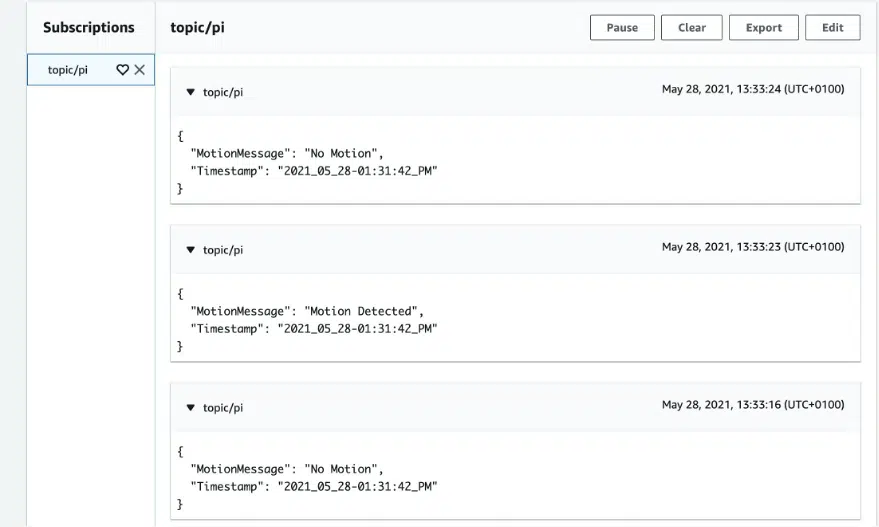 Subscriptions
topic/pi
Pause
Clear
Export
Edit
topic/pi
topic/pi
May 28, 2021, 13:33:24 (UTC+0100)
{
"MotionMessage": "No Motion",
"Timestamp": "2021_05_28-01:31:42_PM"
}
topic/pi
May 28, 2021, 13:33:23 (UTC+0100)
{
"MotionMessage": "Motion Detected",
"Timestamp": "2021_05_28-01:31:42_PM"
}
topic/pi
May 28, 2021, 13:33:16 (UTC+0100)
{
"MotionMessage": "No Motion",
"Timestamp": "2021_05_28-01:31:42_PM"
}